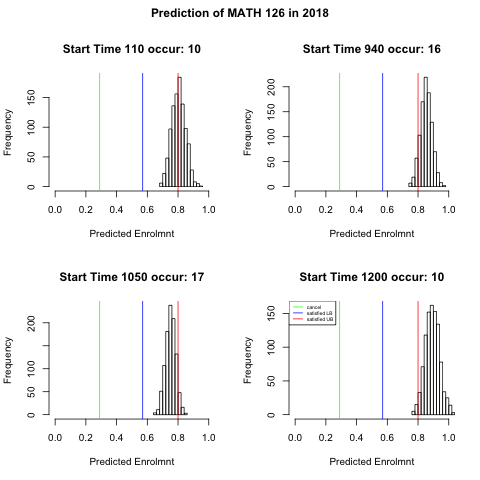 Prediction of MATH 126 in 2018
Start Time 110 occur: 10
Frequency
0 50 100 150
0.0 0.2 0.4 0.6 0.8 1.0
Predicted Enrolmnt
Start Time 940 occur: 16
Frequency
0 50 100 150 200
0.0 0.2 0.4 0.6 0.8 1.0
Predicted Enrolmnt
Start Time 1050 occur: 17
Frequency
0 50 100 200
0.0 0.2 0.4 0.6 0.8 1.0
Predicted Enrolmnt
Start Time 1200 occur: 10
cancel
satisfied LB
satisfied UB
Frequency
0 50 100 150
0.0 0.2 0.4 0.6 0.8 1.0
Predicted Enrolmnt